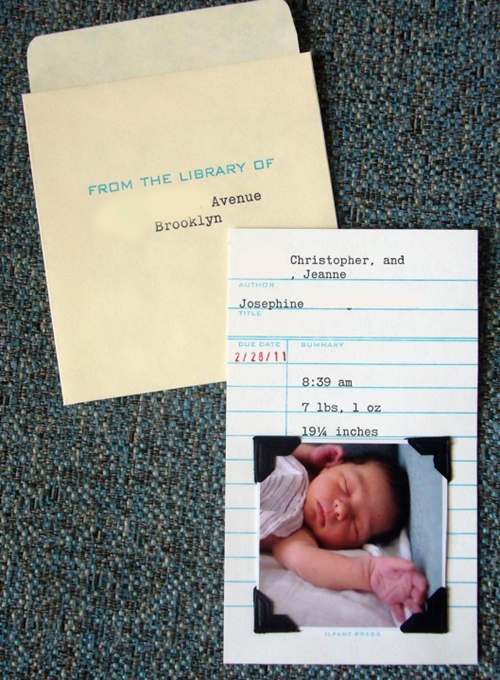 FROM THE LIBRARY OF
Avenue
Brooklyn
Christopher, and
, Jeanne
AUTHOR
Josephine
TITLE
DUE DATE SUMMARY
2/28/11
8:39 am
7 lbs, 1 oz
19¼ inches
ILFANT PRESS